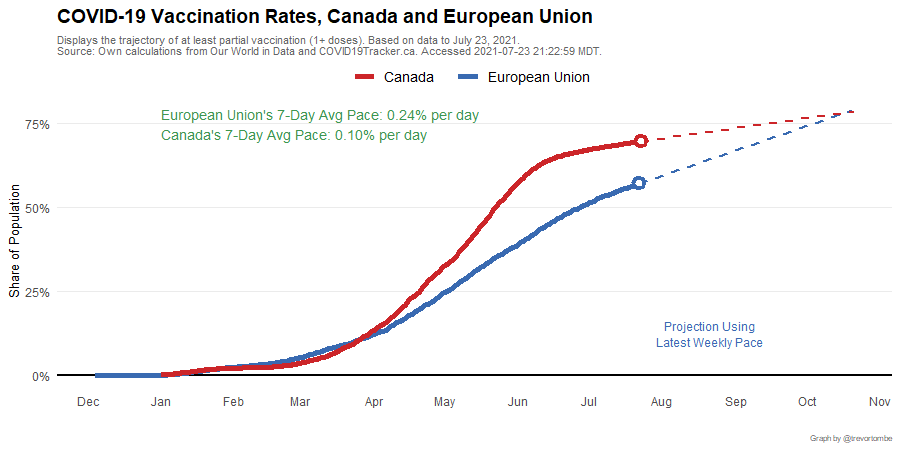 COVID-19 Vaccination Rates, Canada and European Union
Displays the trajectory of at least partial vaccination (1+ doses). Based on data to July 23, 2021.
Source: Own calculations from Our World in Data and COVID19Tracker.ca. Accessed 2021-07-23 21:22:59 MDT.
Canada European Union
European Union's 7-Day Avg Pace: 0.24% per day
Canada's 7-Day Avg Pace: 0.10% per day
75%
50%
25%
0%
Share of Population
Projection Using
Latest Weekly Pace
Dec Jan Feb Mar Apr May Jun Jul Aug Sep Oct Nov
Graph by @trevortombe